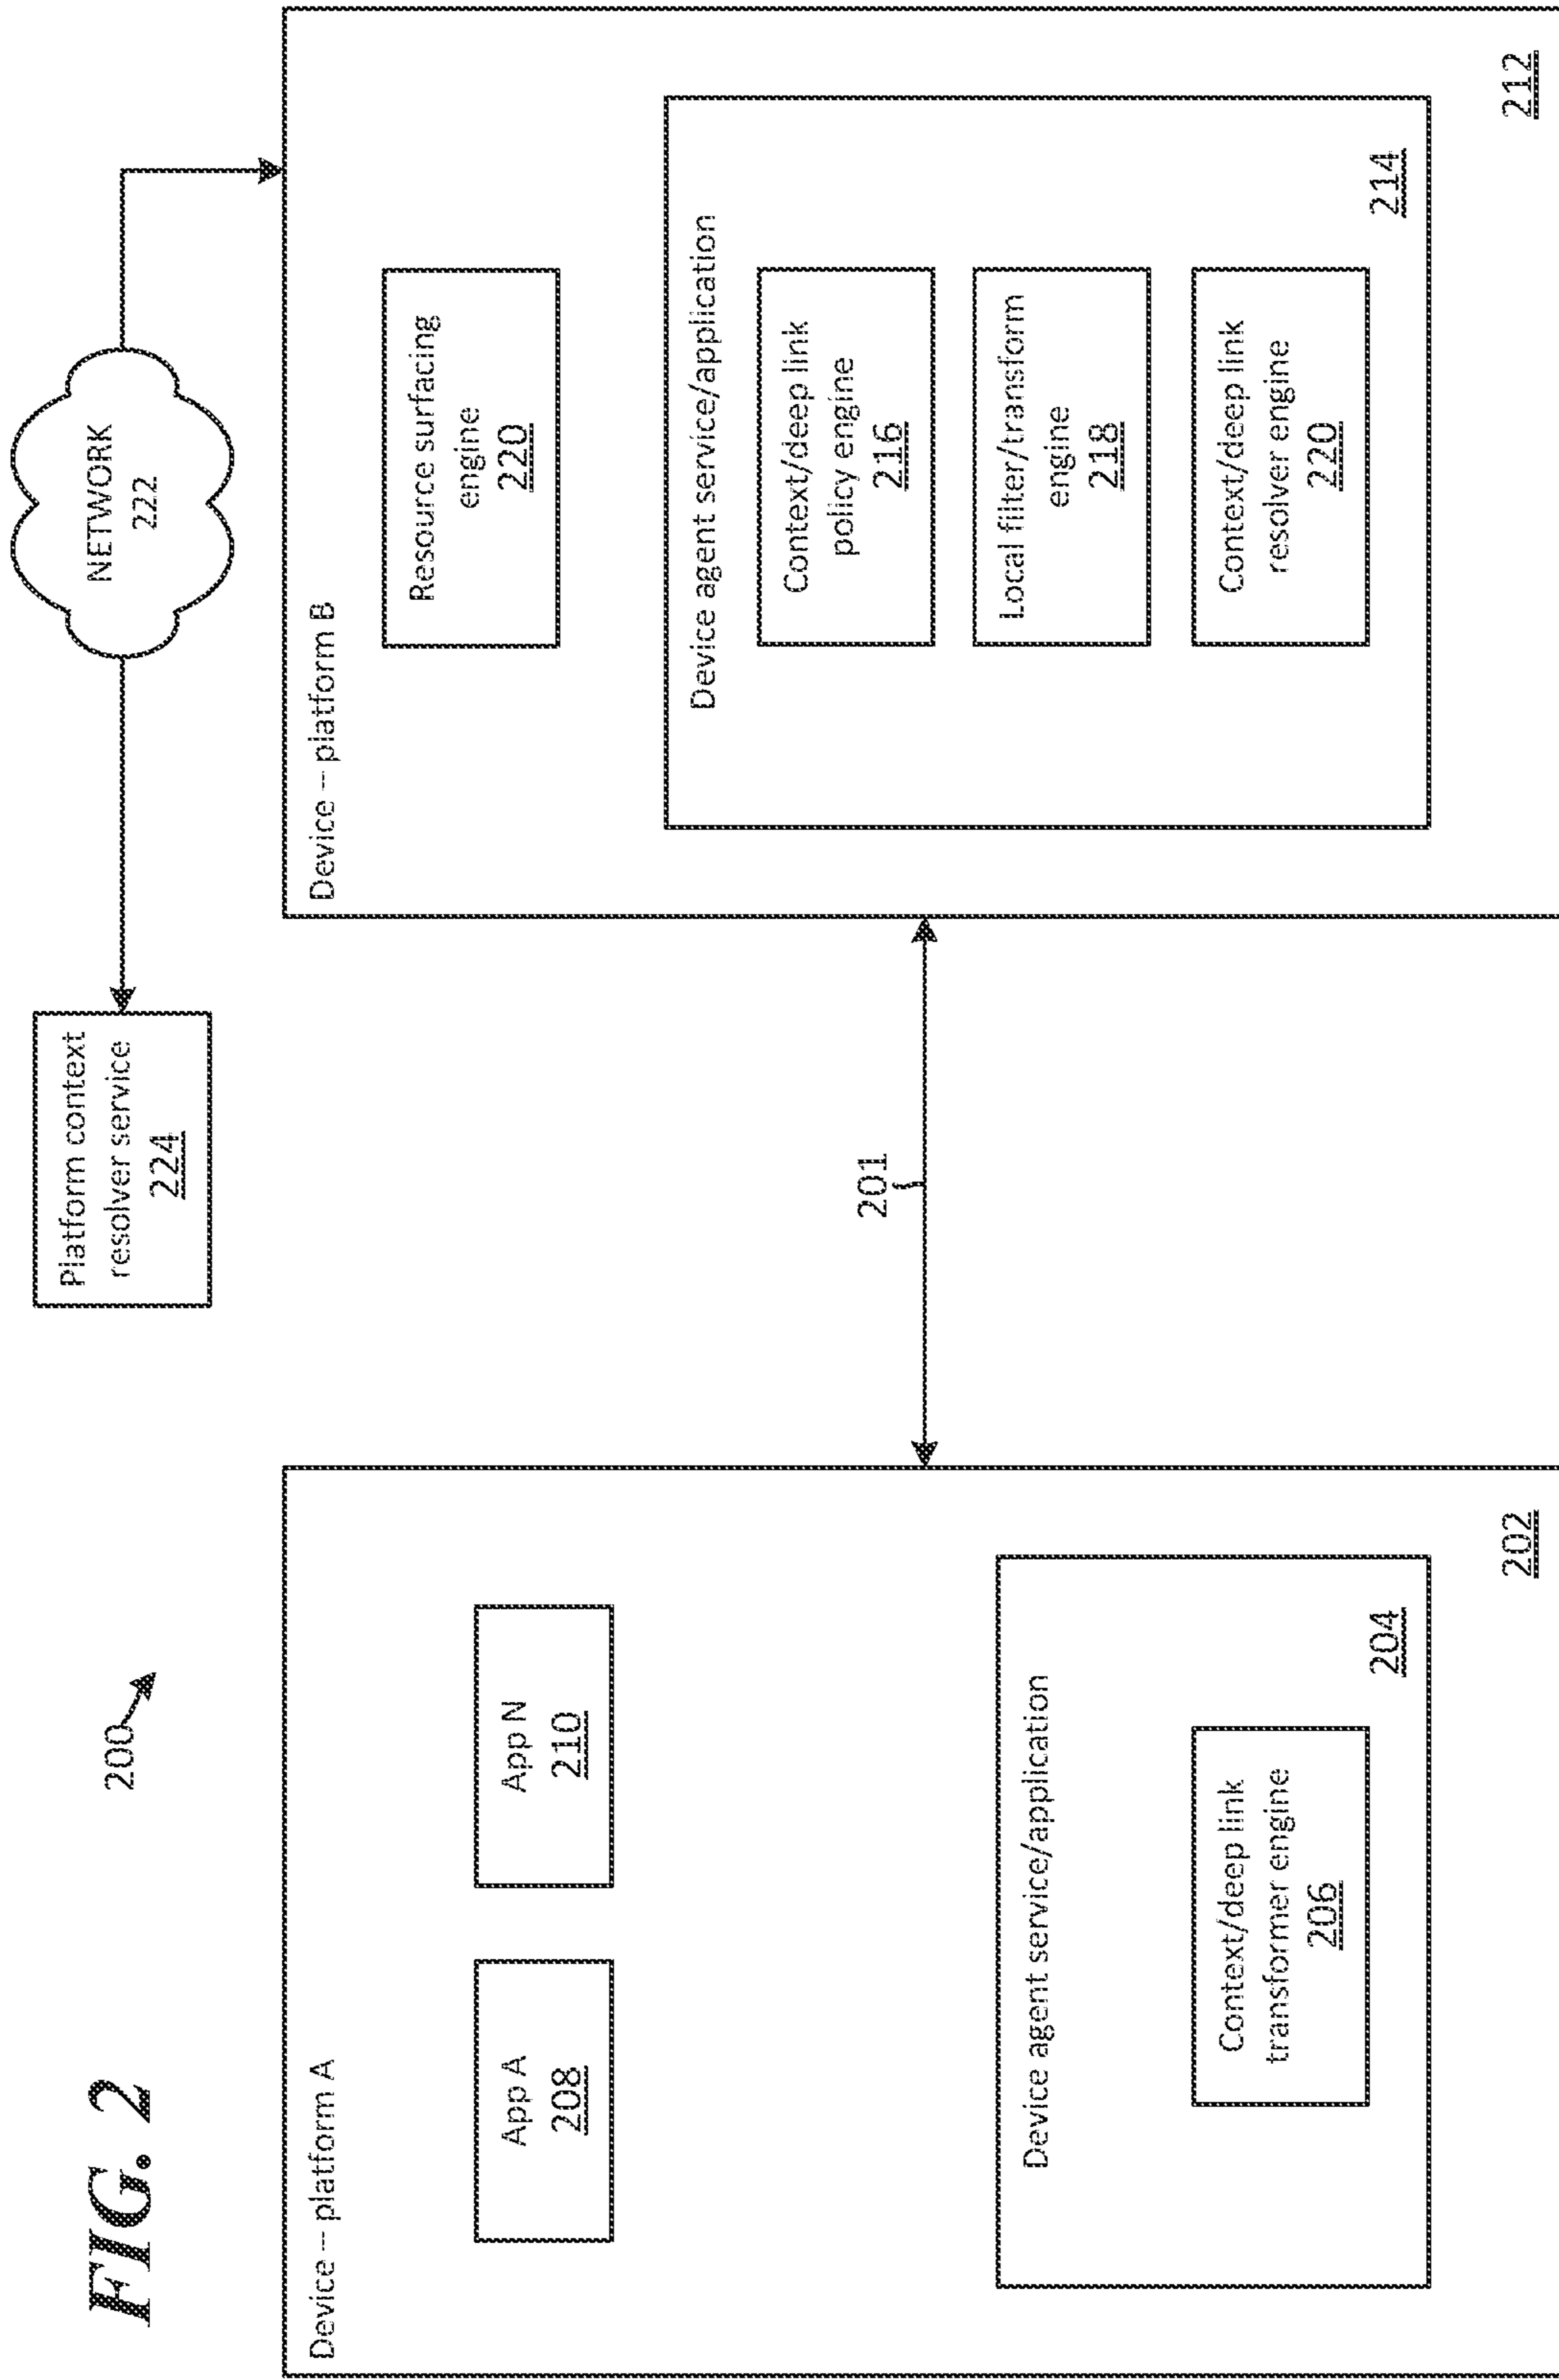 FIG. 2
200
Device -- platform A
App A
208
App N
210
Device agent service/application
Context/deep link
transformer engine
206
204
202
201
Platform context
resolver service
224
NETWORK
222
Device -- platform B
Resource surfacing
engine
220
Device agent service/application
Context/deep link
policy engine
216
Local filter/transform
engine
218
Context/deep link
resolver engine
220
214
212